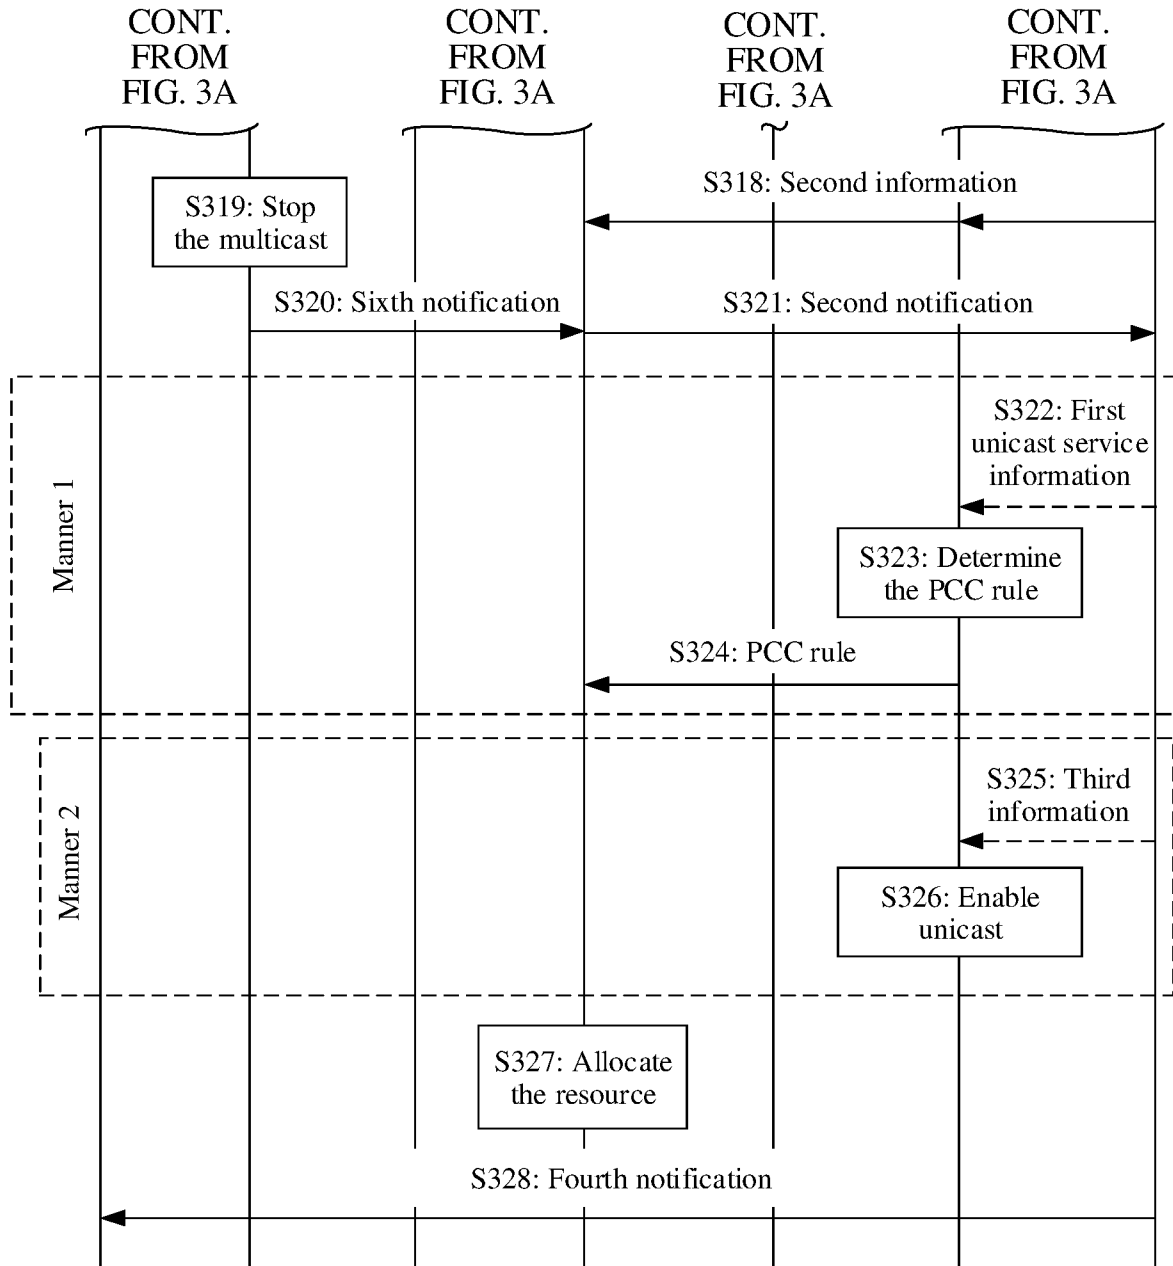 CONT.
FROM
FIG. 3A
CONT.
FROM
FIG. 3A
CONT.
FROM
FIG. 3A
CONT.
FROM
FIG. 3A
S318: Second information
S319: Stop
the multicast
S320: Sixth notification
S321: Second notification
Manner 1
S322: First
unicast service
information
S323: Determine
the PCC rule
S324: PCC rule
Manner 2
S325: Third
information
S326: Enable
unicast
S327: Allocate
the resource
S328: Fourth notification